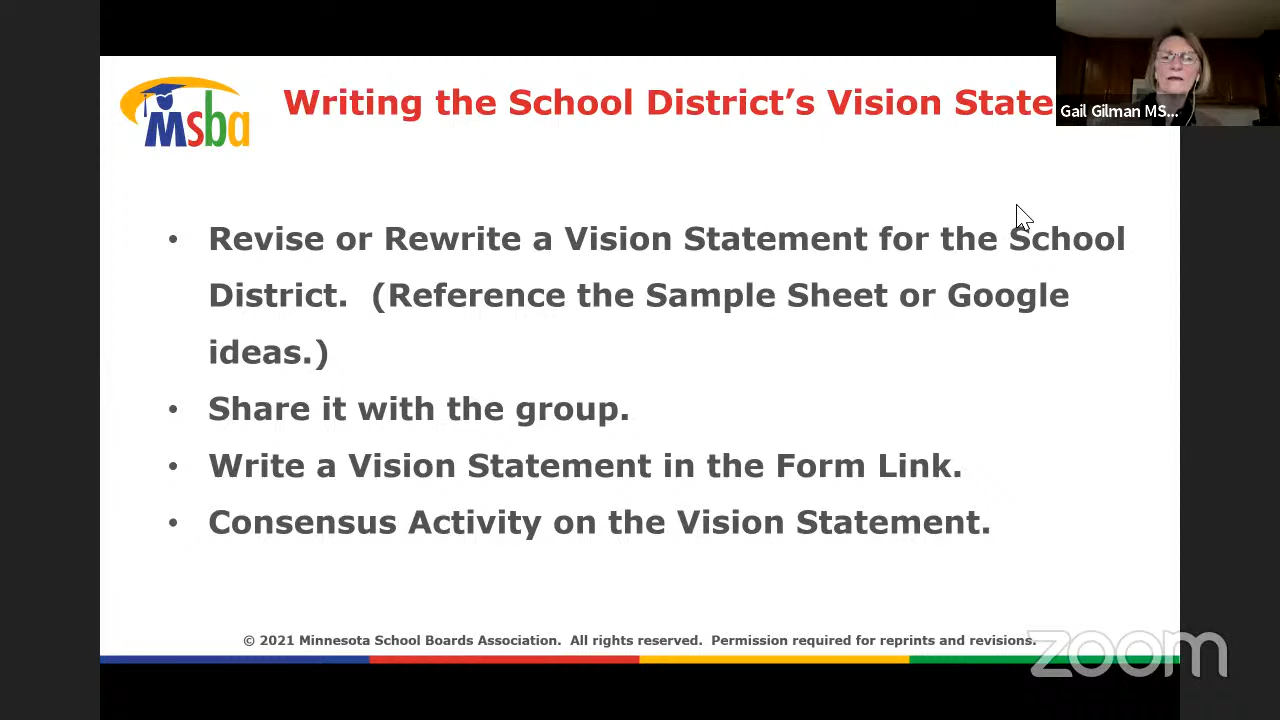 Msba
Writing the School District's Vision State
Gail Gilman MS...
• Revise or Rewrite a Vision Statement for the School
District. (Reference the Sample Sheet or Google
ideas.)
• Share it with the group.
• Write a Vision Statement in the Form Link.
• Consensus Activity on the Vision Statement.
© 2021 Minnesota School Boards Association. All rights reserved. Permission required for reprints and revisions.
zoom